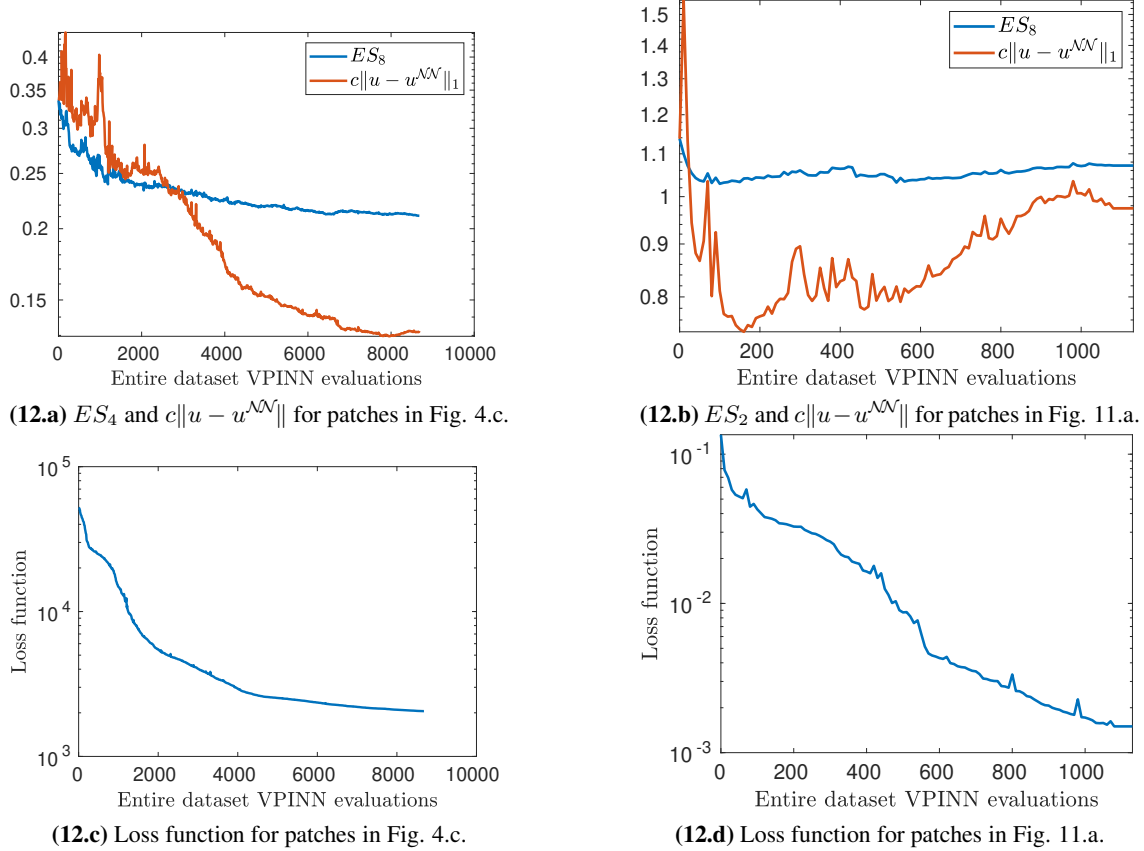 0.4
0.35
0.3
0.25
0.2
0.15
0 2000 4000 6000 8000 10000
Entire dataset VPINN evaluations
ES₈
c‖u − u^𝒩𝒩‖₁
(12.a) ES₄ and c‖u − u^𝒩𝒩‖ for patches in Fig. 4.c.
1.5
1.4
1.3
1.2
1.1
1
0.9
0.8
0 200 400 600 800 1000
Entire dataset VPINN evaluations
ES₈
c‖u − u^𝒩𝒩‖₁
(12.b) ES₂ and c‖u − u^𝒩𝒩‖ for patches in Fig. 11.a.
10⁵
10⁴
10³
Loss function
0 2000 4000 6000 8000 10000
Entire dataset VPINN evaluations
(12.c) Loss function for patches in Fig. 4.c.
10⁻¹
10⁻²
10⁻³
Loss function
0 200 400 600 800 1000
Entire dataset VPINN evaluations
(12.d) Loss function for patches in Fig. 11.a.